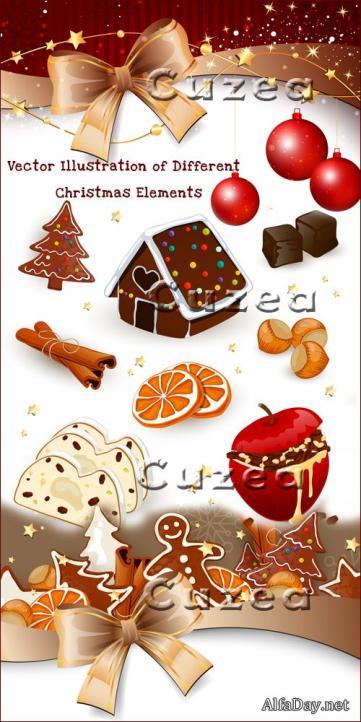 Cuzea
Vector Illustration of Different
Christmas Elements
Cuzea
Cuzea
Cuzea
AlfaDay.net